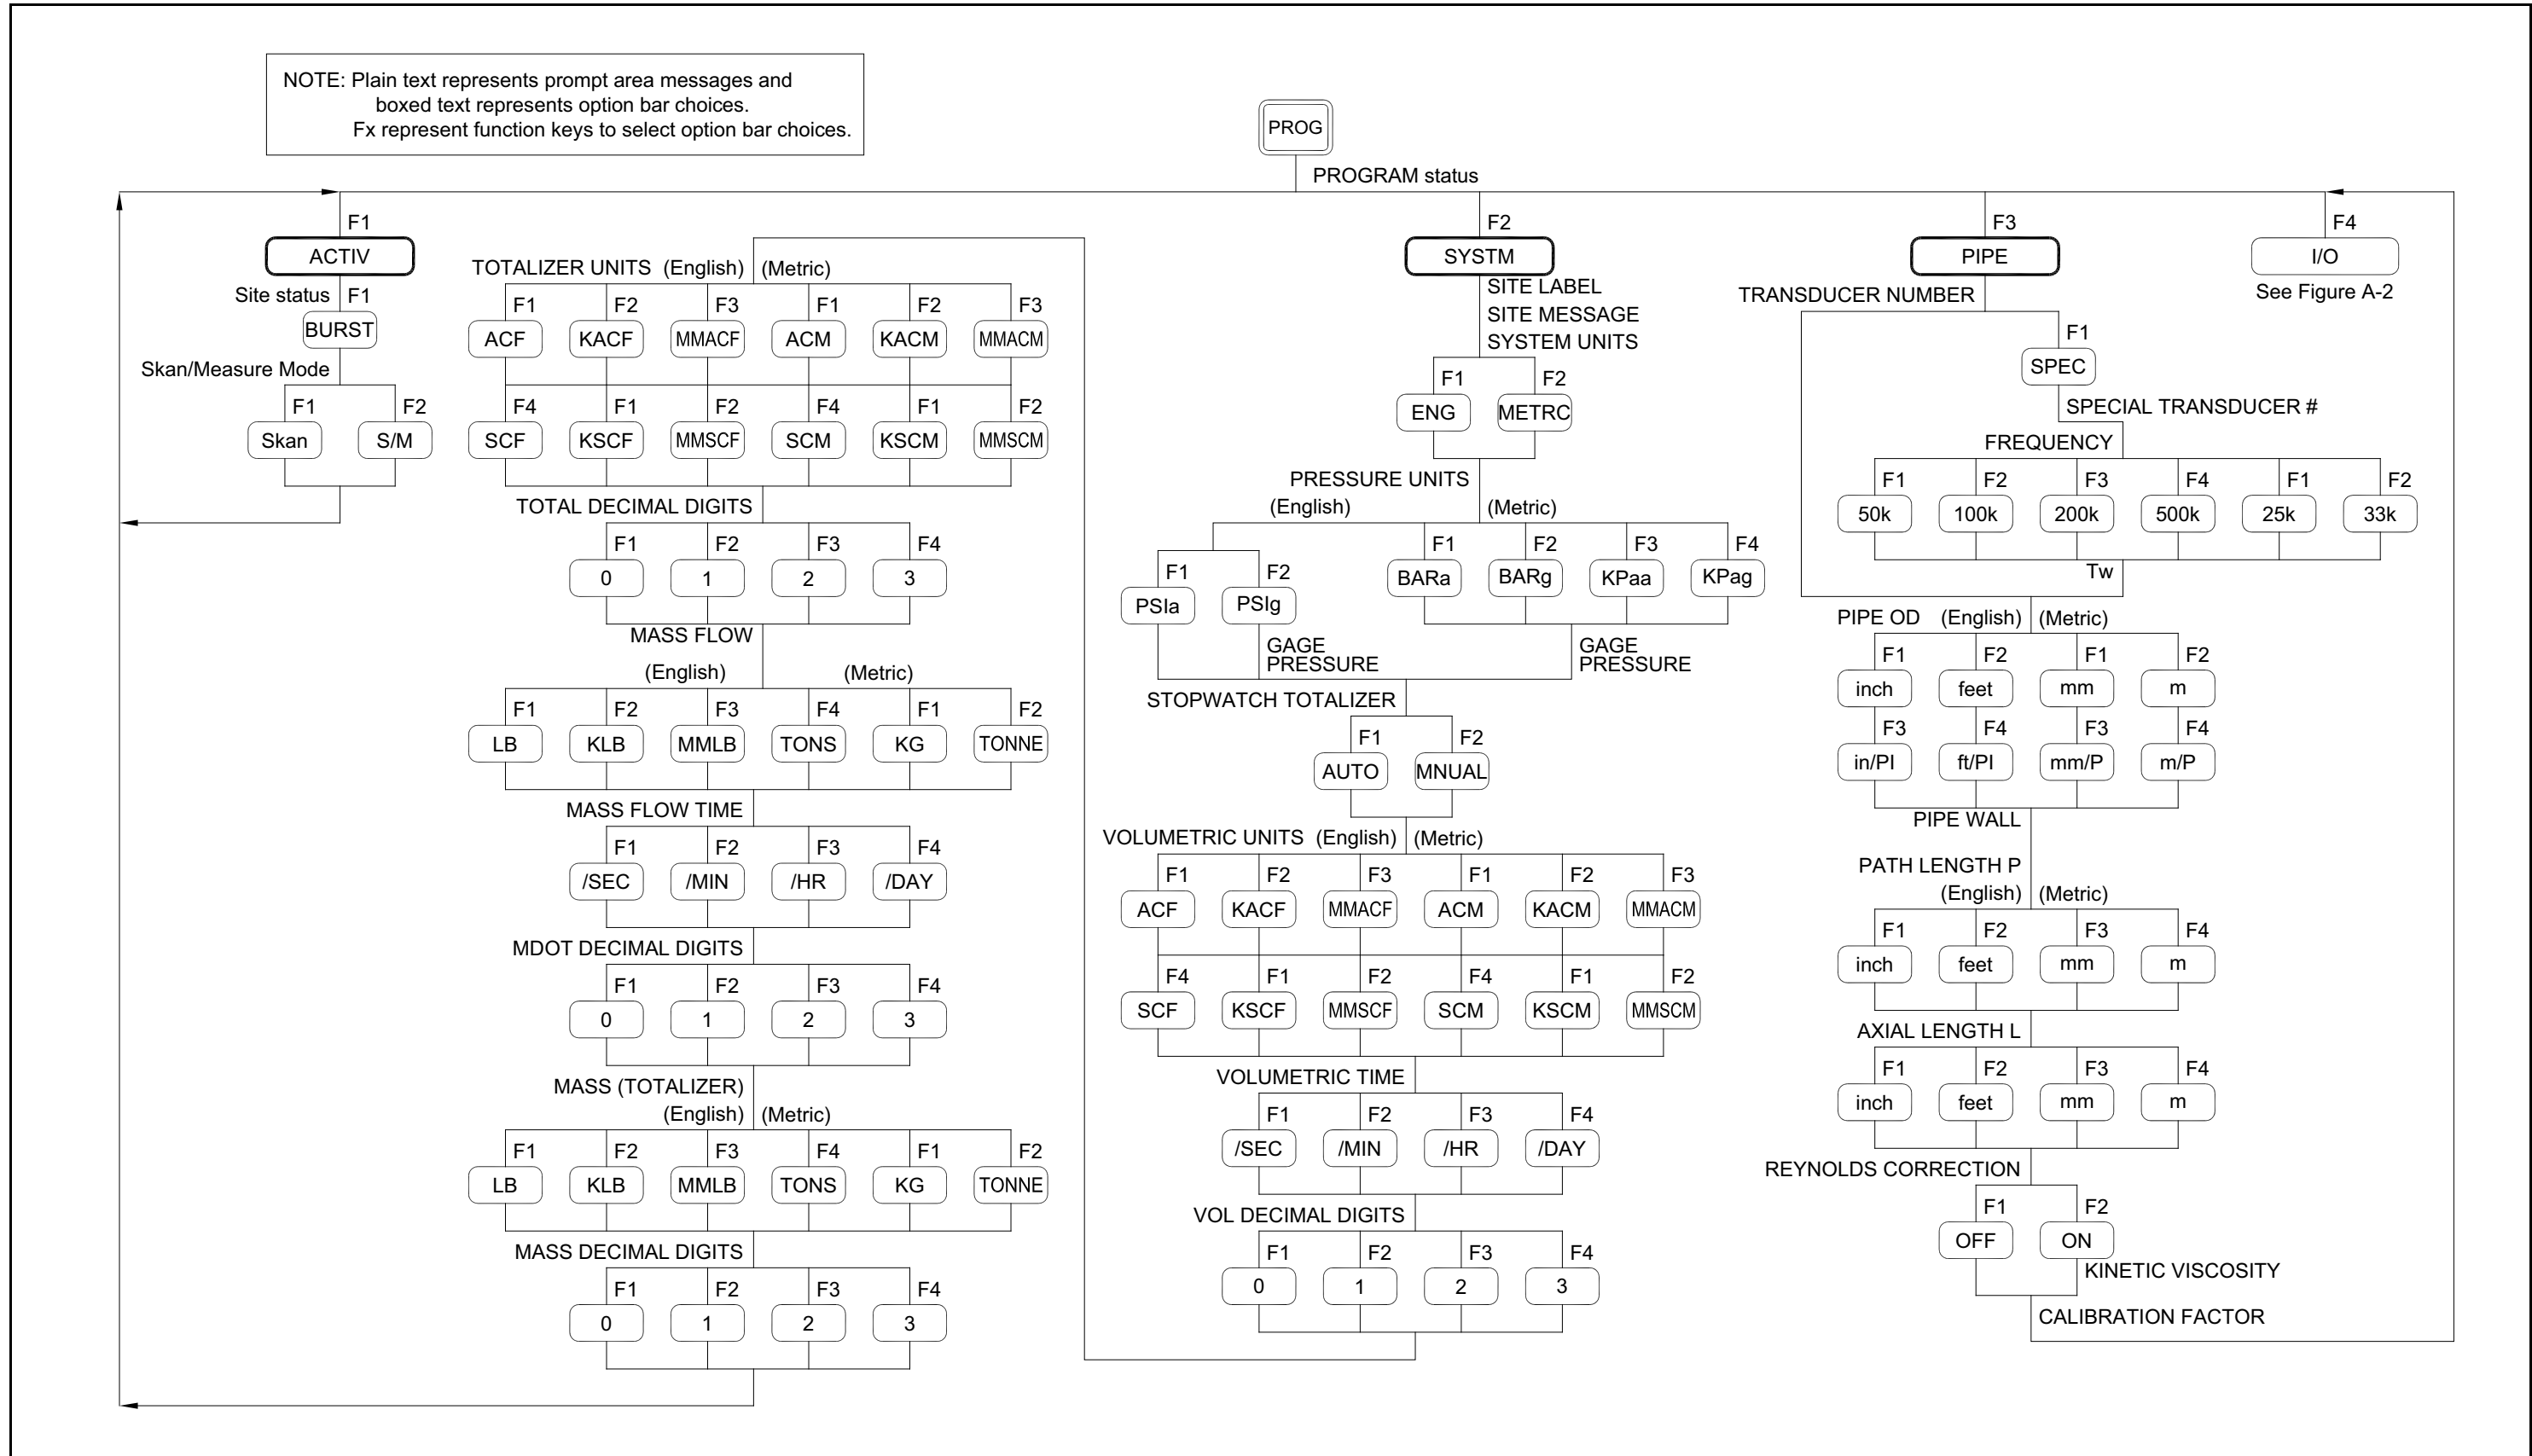 NOTE: Plain text represents prompt area messages and
boxed text represents option bar choices.
Fx represent function keys to select option bar choices.
PROG
PROGRAM status
F1
ACTIV
Site status F1
BURST
Skan/Measure Mode
F1 F2
Skan S/M
TOTALIZER UNITS (English) (Metric)
F1 F2 F3 F1 F2 F3
ACF KACF MMACF ACM KACM MMACM
F4 F1 F2 F4 F1 F2
SCF KSCF MMSCF SCM KSCM MMSCM
TOTAL DECIMAL DIGITS
F1 F2 F3 F4
0 1 2 3
MASS FLOW
(English) (Metric)
F1 F2 F3 F4 F1 F2
LB KLB MMLB TONS KG TONNE
MASS FLOW TIME
F1 F2 F3 F4
/SEC /MIN /HR /DAY
MDOT DECIMAL DIGITS
F1 F2 F3 F4
0 1 2 3
MASS (TOTALIZER)
(English) (Metric)
F1 F2 F3 F4 F1 F2
LB KLB MMLB TONS KG TONNE
MASS DECIMAL DIGITS
F1 F2 F3 F4
0 1 2 3
F2
SYSTM
SITE LABEL
SITE MESSAGE
SYSTEM UNITS
F1 F2
ENG METRC
PRESSURE UNITS
(English) (Metric)
F1 F2 F3 F4
BARa BARg KPaa KPag
F1 F2
PSIa PSIg
GAGE
PRESSURE
GAGE
PRESSURE
STOPWATCH TOTALIZER
F1 F2
AUTO MNUAL
VOLUMETRIC UNITS (English) (Metric)
F1 F2 F3 F1 F2 F3
ACF KACF MMACF ACM KACM MMACM
F4 F1 F2 F4 F1 F2
SCF KSCF MMSCF SCM KSCM MMSCM
VOLUMETRIC TIME
F1 F2 F3 F4
/SEC /MIN /HR /DAY
VOL DECIMAL DIGITS
F1 F2 F3 F4
0 1 2 3
F3
PIPE
TRANSDUCER NUMBER
F1
SPEC
SPECIAL TRANSDUCER #
FREQUENCY
F1 F2 F3 F4 F1 F2
50k 100k 200k 500k 25k 33k
Tw
PIPE OD (English) (Metric)
F1 F2 F1 F2
inch feet mm m
F3 F4 F3 F4
in/PI ft/PI mm/P m/P
PIPE WALL
PATH LENGTH P
(English) (Metric)
F1 F2 F3 F4
inch feet mm m
AXIAL LENGTH L
F1 F2 F3 F4
inch feet mm m
REYNOLDS CORRECTION
F1 F2
OFF ON
KINETIC VISCOSITY
CALIBRATION FACTOR
F4
I/O
See Figure A-2